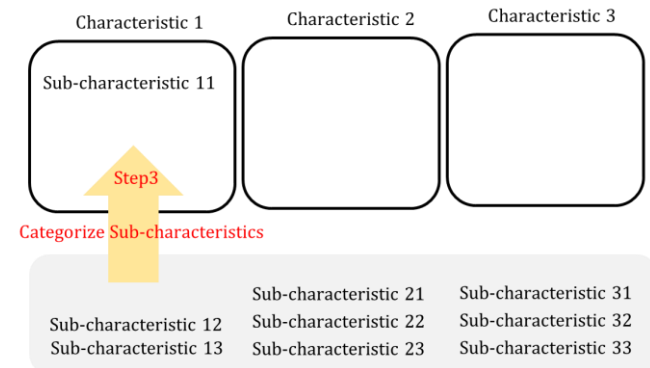 Characteristic 1
Characteristic 2
Characteristic 3
Sub-characteristic 11
Step3
Categorize Sub-characteristics
Sub-characteristic 12
Sub-characteristic 13
Sub-characteristic 21
Sub-characteristic 22
Sub-characteristic 23
Sub-characteristic 31
Sub-characteristic 32
Sub-characteristic 33